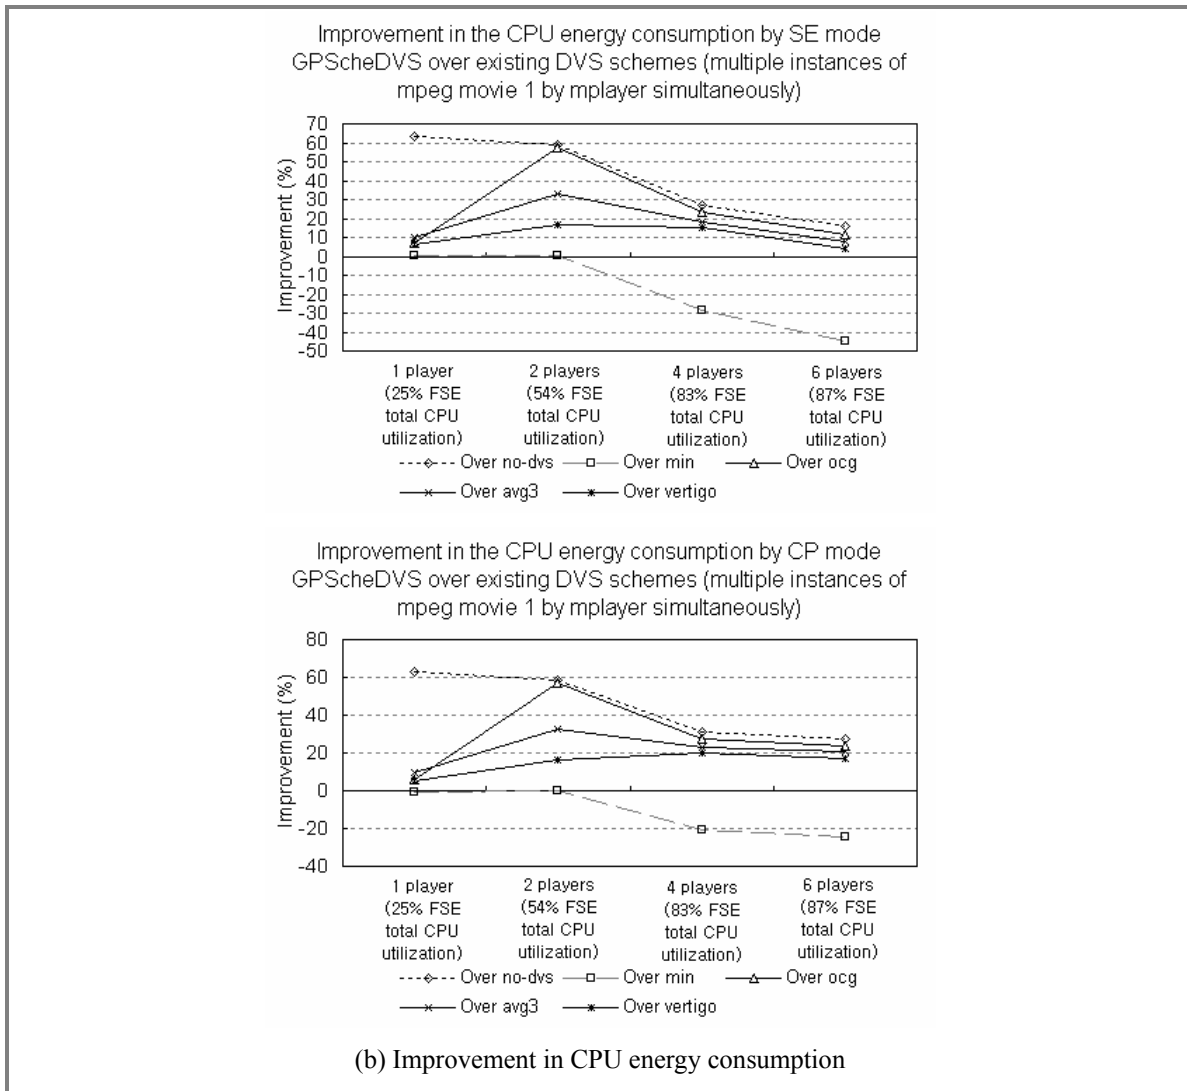 Improvement in the CPU energy consumption by SE mode
GPScheDVS over existing DVS schemes (multiple instances of
mpeg movie 1 by mplayer simultaneously)
Improvement (%)
70
60
50
40
30
20
10
0
-10
-20
-30
-40
-50
1 player
(25% FSE
total CPU
utilization)
2 players
(54% FSE
total CPU
utilization)
4 players
(83% FSE
total CPU
utilization)
6 players
(87% FSE
total CPU
utilization)
Over no-dvs
Over min
Over ocg
Over avg3
Over vertigo
Improvement in the CPU energy consumption by CP mode
GPScheDVS over existing DVS schemes (multiple instances of
mpeg movie 1 by mplayer simultaneously)
Improvement (%)
80
60
40
20
0
-20
-40
1 player
(25% FSE
total CPU
utilization)
2 players
(54% FSE
total CPU
utilization)
4 players
(83% FSE
total CPU
utilization)
6 players
(87% FSE
total CPU
utilization)
Over no-dvs
Over min
Over ocg
Over avg3
Over vertigo
(b) Improvement in CPU energy consumption